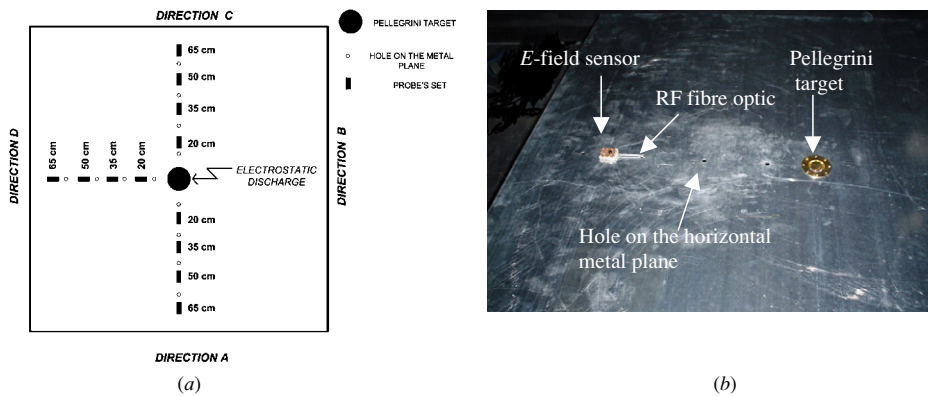 DIRECTION C
65 cm
50 cm
35 cm
20 cm
DIRECTION D
65 cm
50 cm
35 cm
20 cm
ELECTROSTATIC
DISCHARGE
DIRECTION B
20 cm
35 cm
50 cm
65 cm
DIRECTION A
PELLEGRINI TARGET
HOLE ON THE METAL
PLANE
PROBE'S SET
(a)
E-field sensor
Pellegrini
target
RF fibre optic
Hole on the horizontal
metal plane
(b)